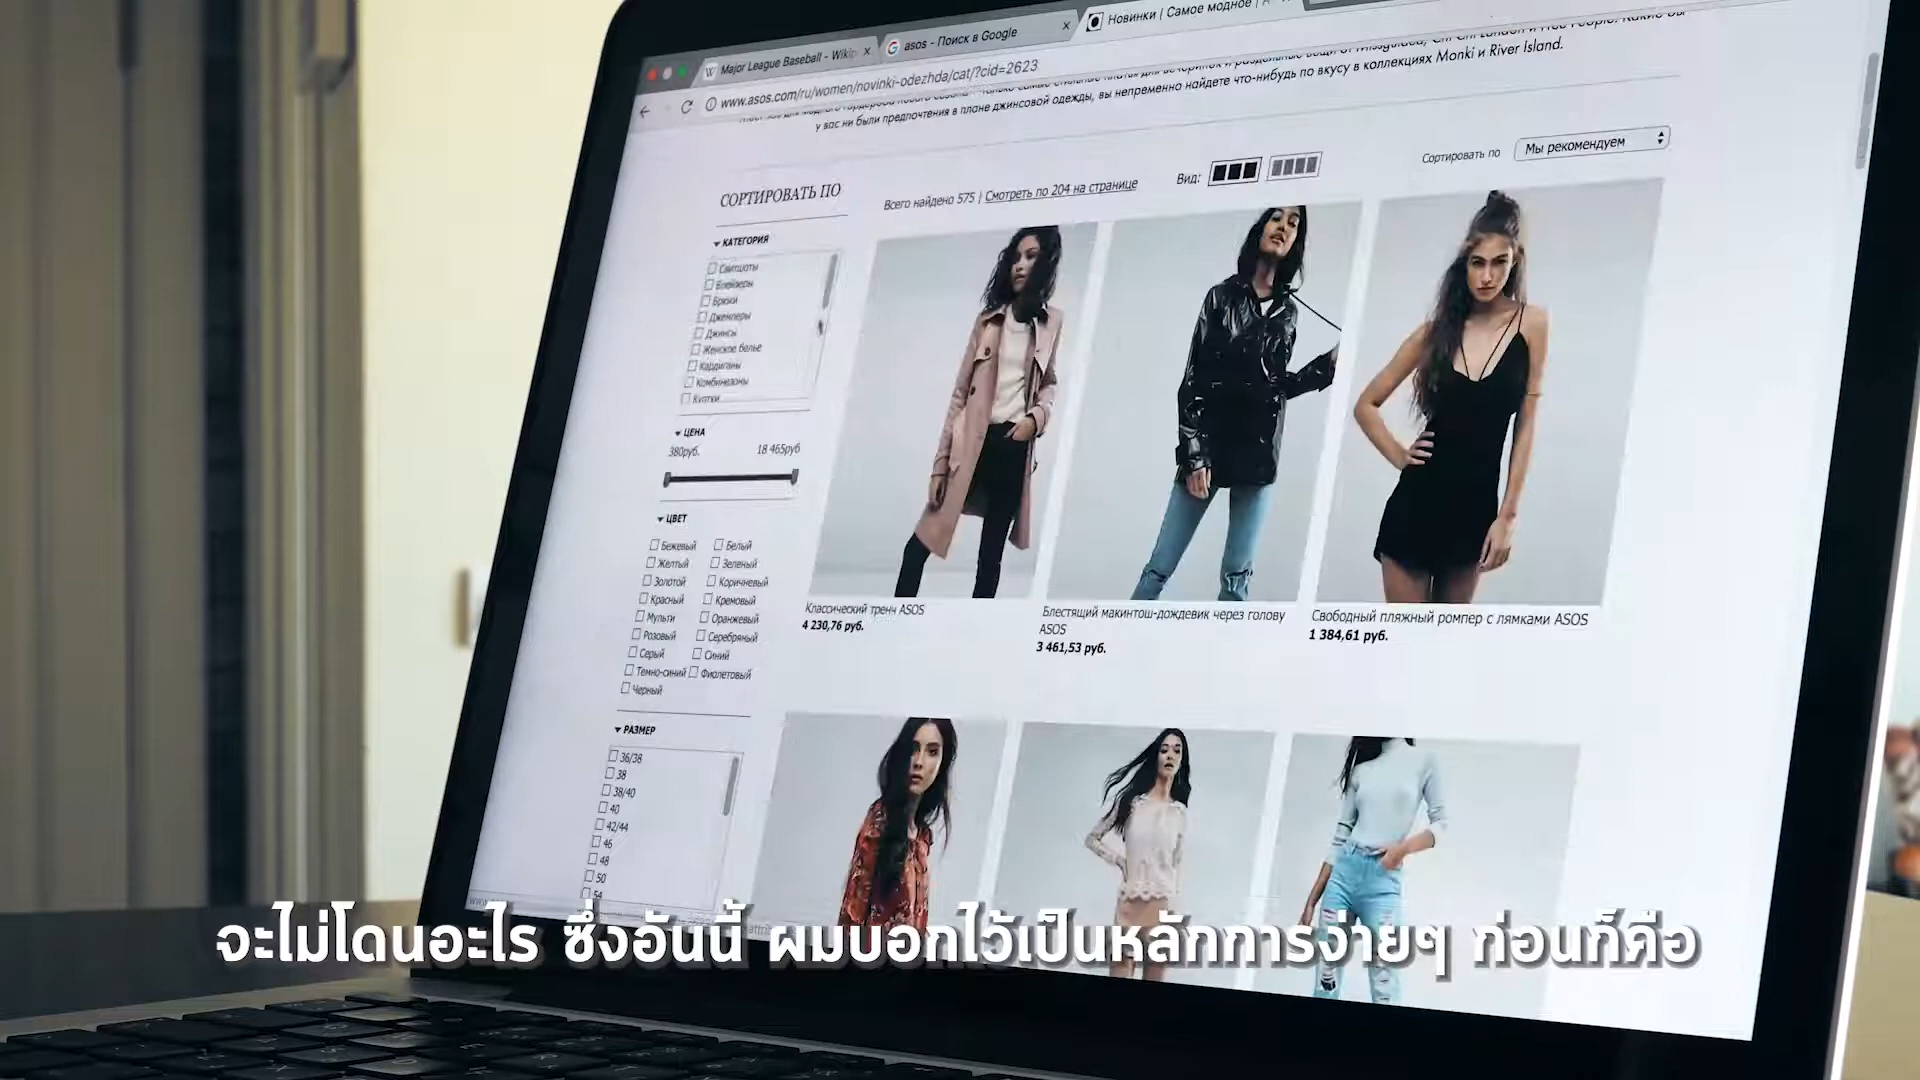 Major League Baseball - Wikip
asos - Поиск в Google
Новинки | Самое модное |
www.asos.com/ru/women/novinki-odezhda/cat/?cid=2623
у вас ни были предпочтения в плане джинсовой одежды, вы непременно найдете что-нибудь по вкусу в коллекциях Monki и River Island.
СОРТИРОВАТЬ ПО
Всего найдено 575 | Смотреть по 204 на странице
Вид:
Сортировать по
Мы рекомендуем
КАТЕГОРИЯ
Свитшоты
Блейзеры
Брюки
Джемперы
Джинсы
Женское белье
Кардиганы
Комбинезоны
Куртки
ЦЕНА
380руб.
18 465руб
ЦВЕТ
Бежевый
Белый
Желтый
Зеленый
Золотой
Коричневый
Красный
Кремовый
Мульти
Оранжевый
Розовый
Серебряный
Серый
Синий
Темно-синий
Фиолетовый
Черный
РАЗМЕР
36/38
38
38/40
40
42/44
46
48
50
54
Классический тренч ASOS
4 230,76 руб.
Блестящий макинтош-дождевик через голову
ASOS
3 461,53 руб.
Свободный пляжный ромпер с лямками ASOS
1 384,61 руб.
จะไม่โดนอะไร ซึ่งอันนี้ ผมบอกไว้เป็นหลักการง่ายๆ ก่อนก็คือ